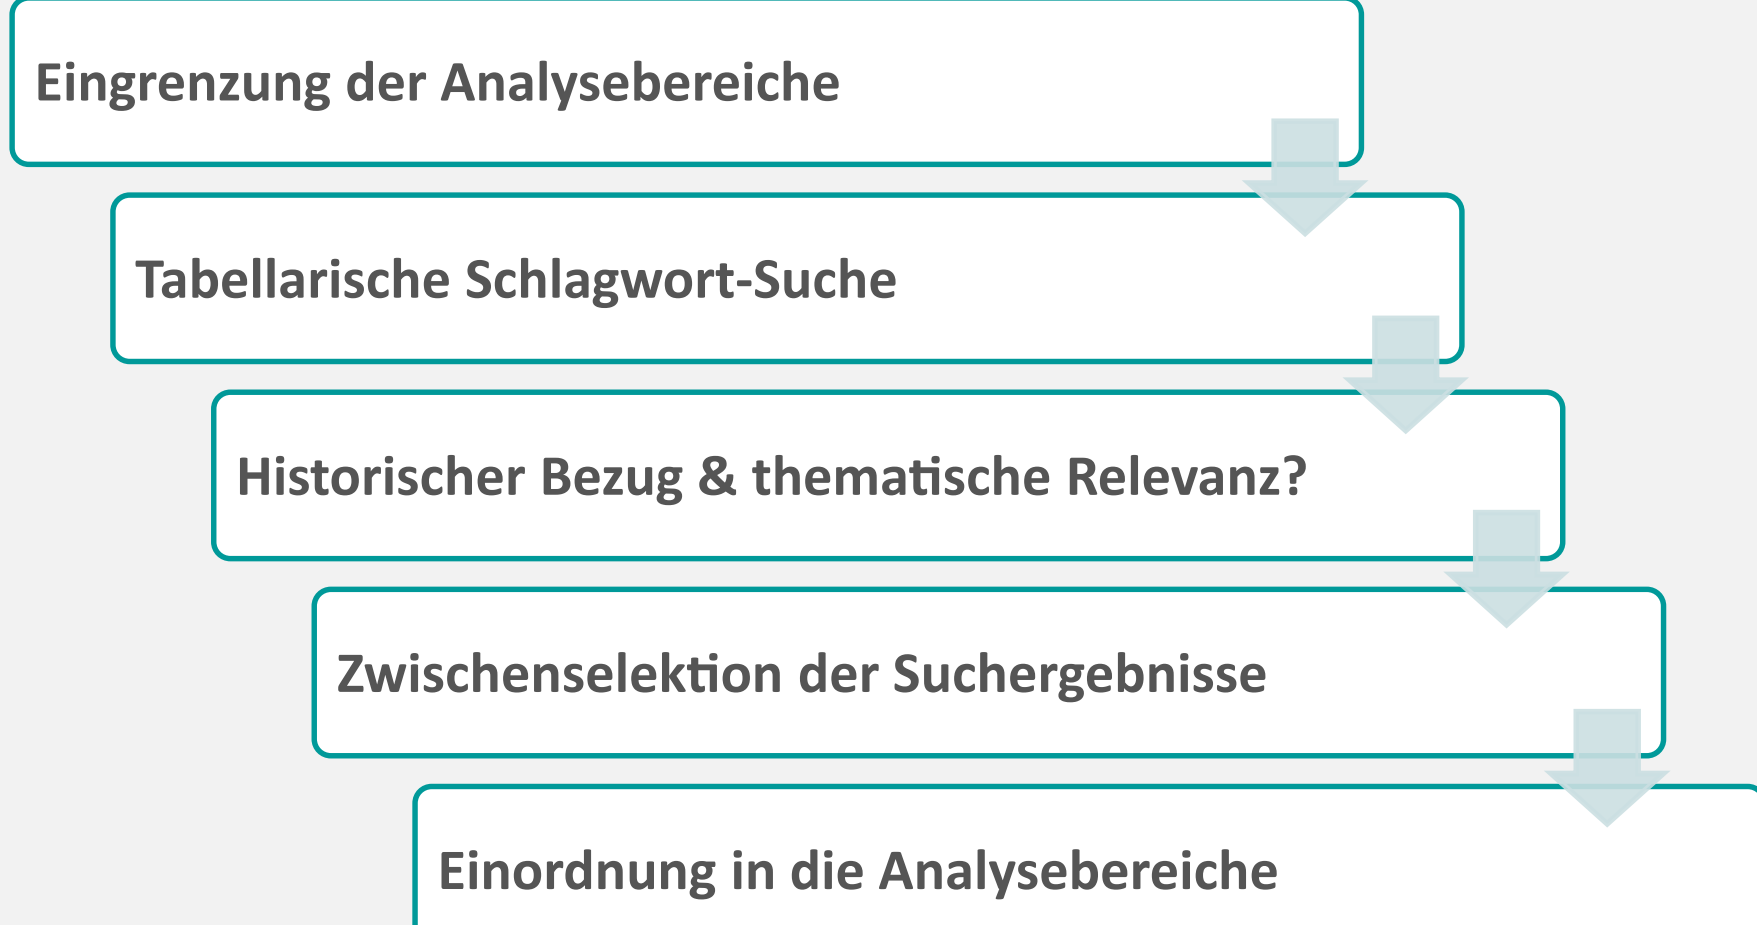 Eingrenzung der Analysebereiche
Tabellarische Schlagwort-Suche
Historischer Bezug & thematische Relevanz?
Zwischenselektion der Suchergebnisse
Einordnung in die Analysebereiche